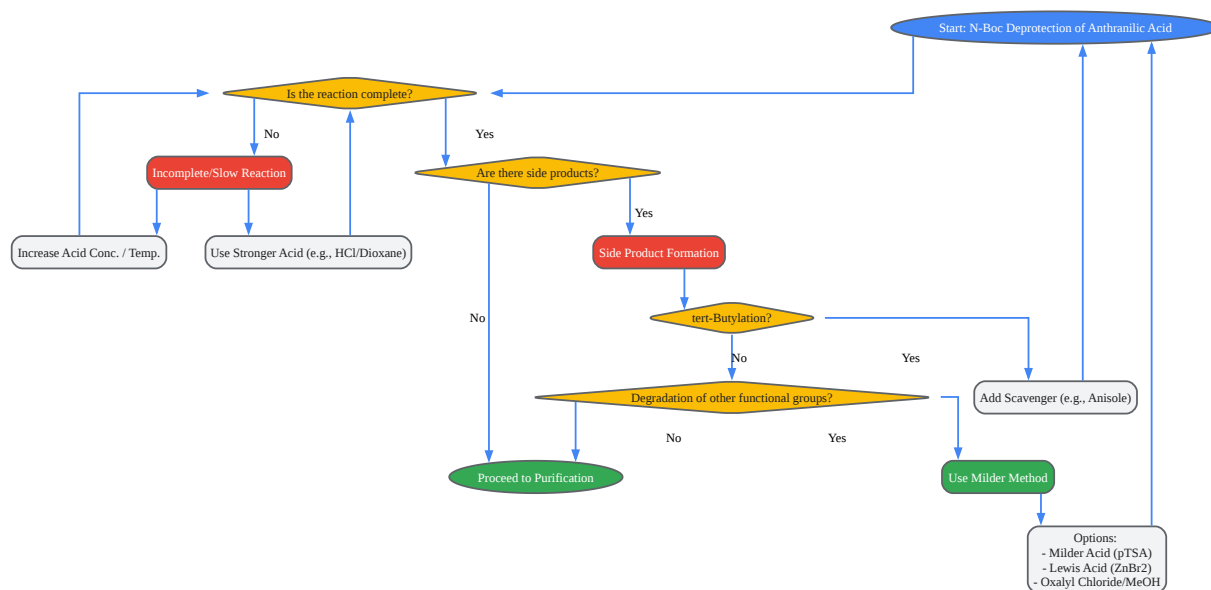 Start: N-Boc Deprotection of Anthranilic Acid
Is the reaction complete?
No
Yes
Incomplete/Slow Reaction
Are there side products?
Yes
Increase Acid Conc. / Temp.
Use Stronger Acid (e.g., HCl/Dioxane)
Side Product Formation
No
tert-Butylation?
No
Yes
Degradation of other functional groups?
Add Scavenger (e.g., Anisole)
No
Yes
Proceed to Purification
Use Milder Method
Options:
- Milder Acid (pTSA)
- Lewis Acid (ZnBr2)
- Oxalyl Chloride/MeOH